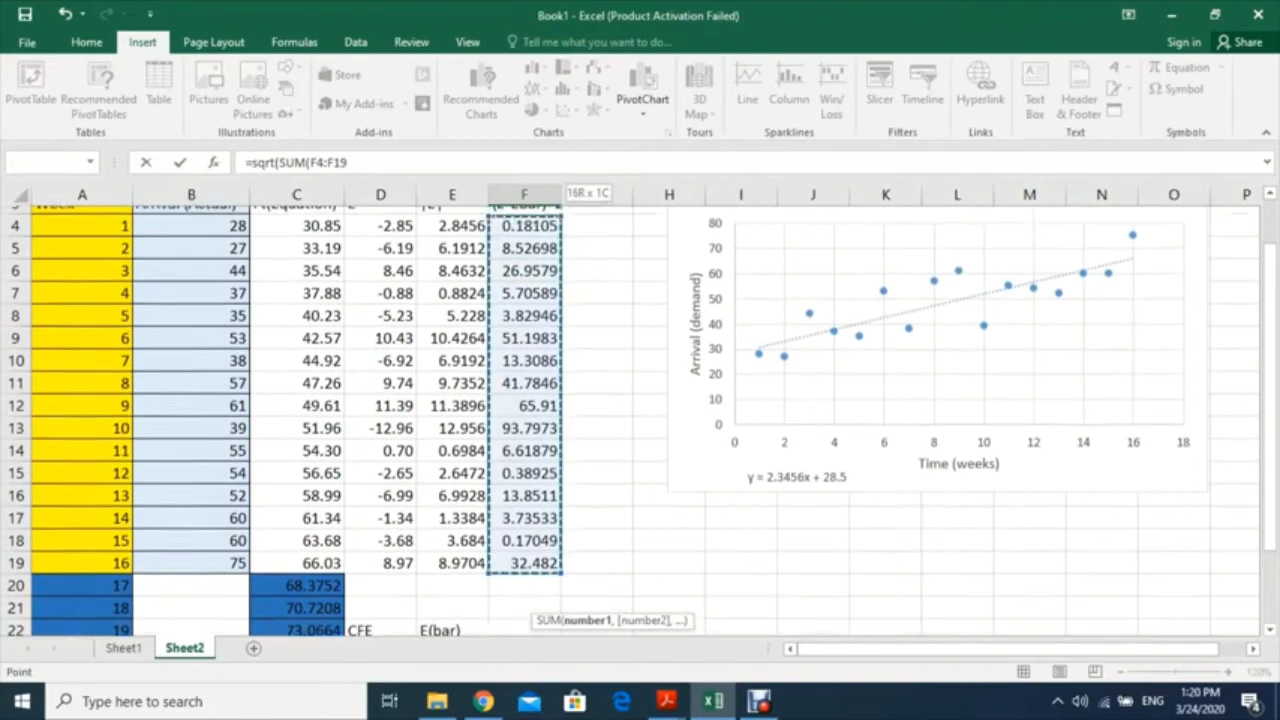 Book1 - Excel (Product Activation Failed)
File Home Insert Page Layout Formulas Data Review View Tell me what you want to do... Sign in Share
PivotTable Recommended PivotTables Table Pictures Online Pictures Store My Add-ins Recommended Charts PivotChart 3D Map Line Column Win/Loss Slicer Timeline Hyperlink Text Box Header & Footer Equation Symbol
Tables Illustrations Add-ins Charts Tours Sparklines Filters Links Text Symbols
=sqrt(SUM(F4:F19
A B C D E F 16R x 1C H I J K L M N O P
4 1 28 30.85 -2.85 2.8456 0.18105
5 2 27 33.19 -6.19 6.1912 8.52698
6 3 44 35.54 8.46 8.4632 26.9579
7 4 37 37.88 -0.88 0.8824 5.70589
8 5 35 40.23 -5.23 5.228 3.82946
9 6 53 42.57 10.43 10.4264 51.1983
10 7 38 44.92 -6.92 6.9192 13.3086
11 8 57 47.26 9.74 9.7352 41.7846
12 9 61 49.61 11.39 11.3896 65.91
13 10 39 51.96 -12.96 12.956 93.7973
14 11 55 54.30 0.70 0.6984 6.61879
15 12 54 56.65 -2.65 2.6472 0.38925
16 13 52 58.99 -6.99 6.9928 13.8511
17 14 60 61.34 -1.34 1.3384 3.73533
18 15 60 63.68 -3.68 3.684 0.17049
19 16 75 66.03 8.97 8.9704 32.482
20 17 68.3752
21 18 70.7208
22 19 73.0664 CFE E(bar)
SUM(number1, [number2], ...)
80
70
60
50
40
30
20
10
0
Arrival (demand)
0 2 4 6 8 10 12 14 16 18
Time (weeks)
y = 2.3456x + 28.5
Sheet1 Sheet2
Point 120%
Type here to search
ENG
1:20 PM
3/24/2020
4